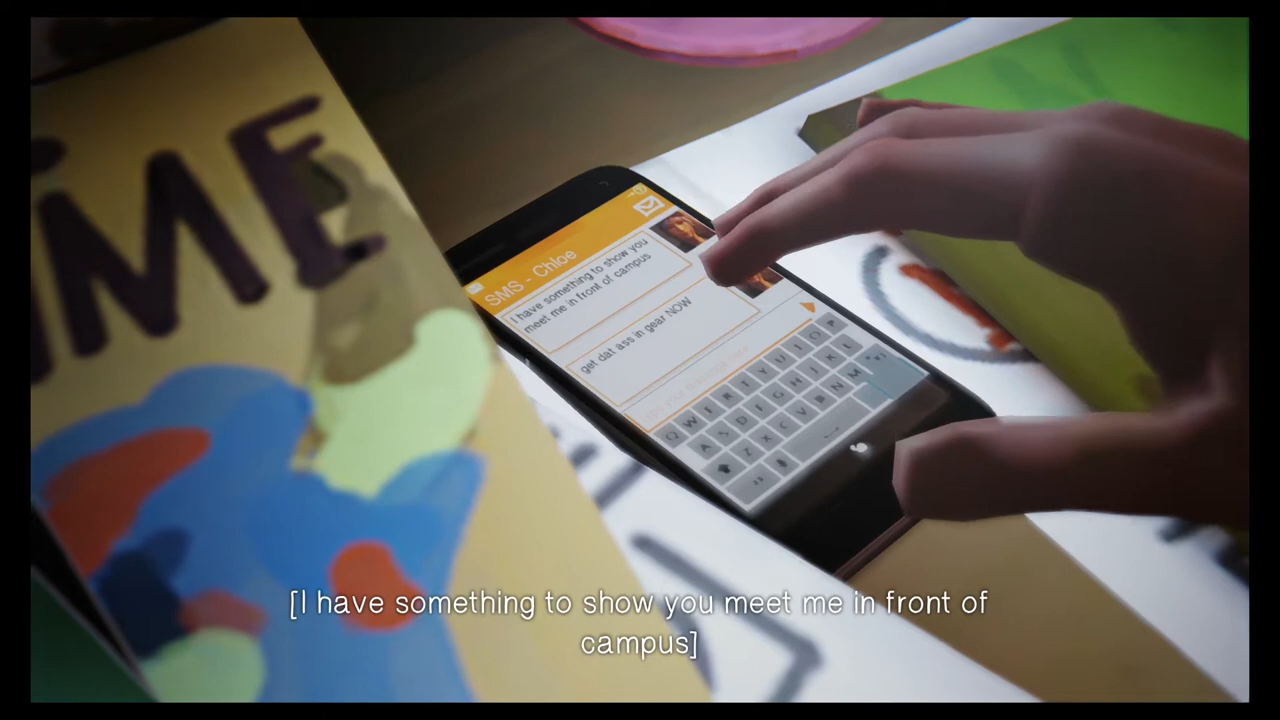 IME
SMS - Chloe
I have something to show you
meet me in front of campus
get dat ass in gear NOW
Q W E R T Y U I O P
A S D F G H J K L
Z X C V B N M
[I have something to show you meet me in front of
campus]